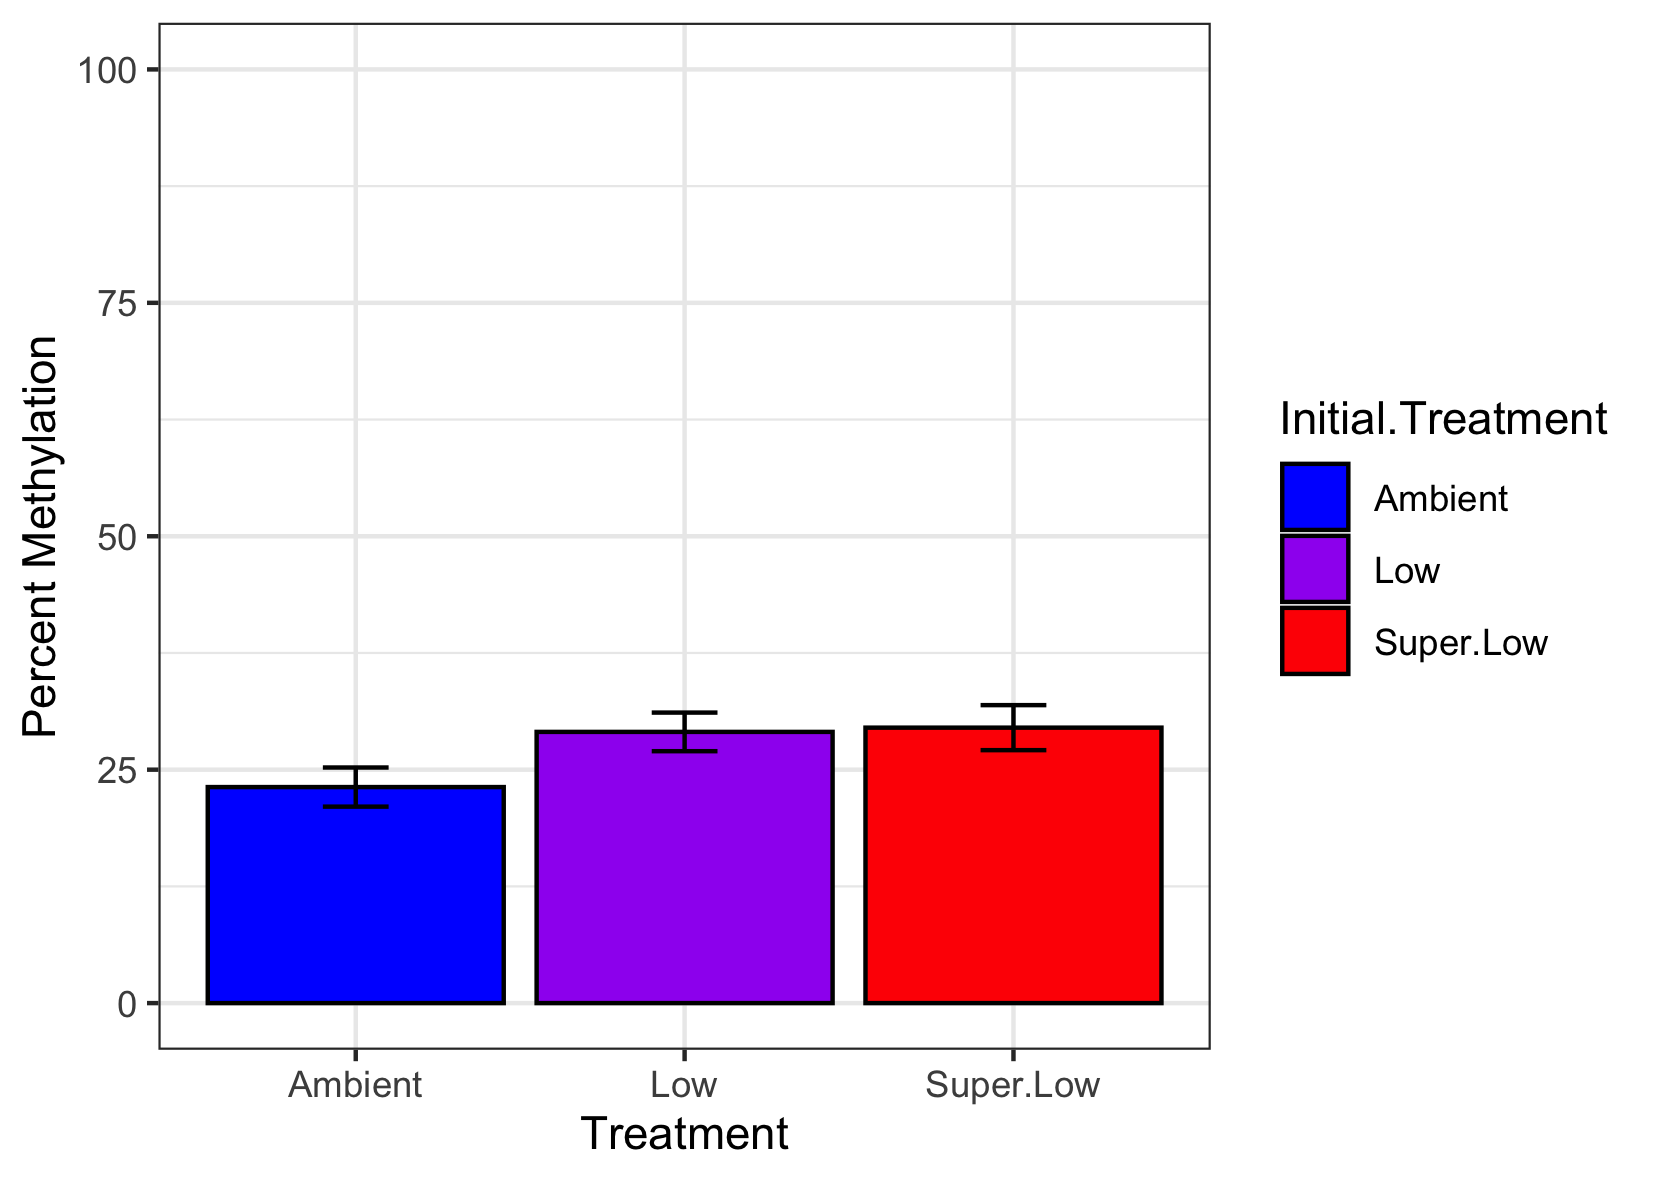 100
75
50
25
0
Percent Methylation
Ambient
Low
Super.Low
Treatment
Initial.Treatment
Ambient
Low
Super.Low